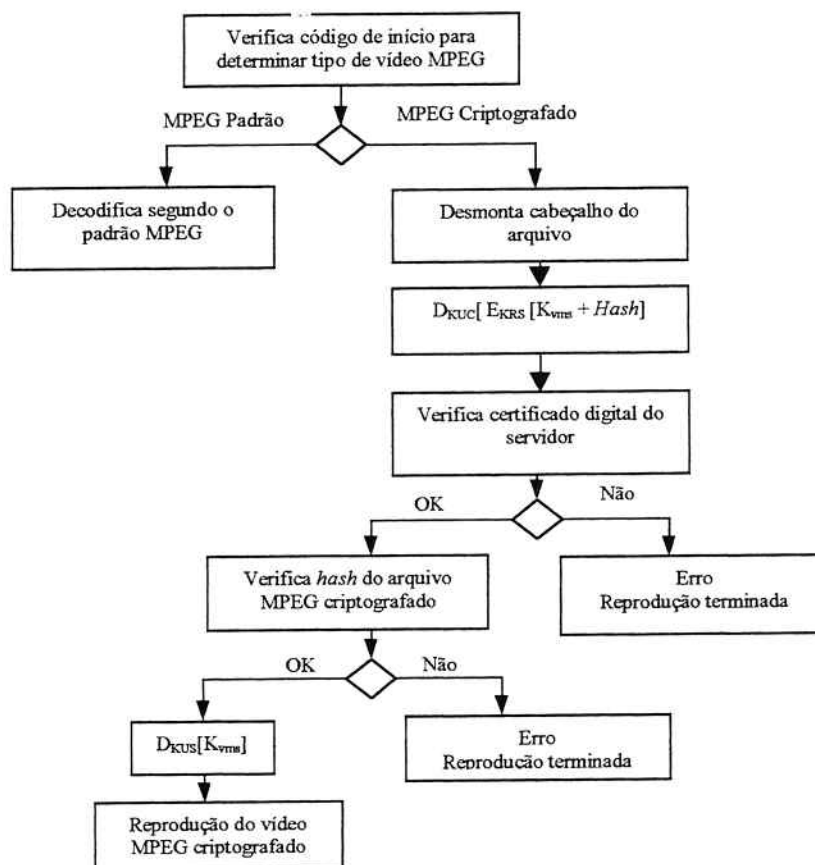 Verifica código de início para
determinar tipo de vídeo MPEG
MPEG Padrão
MPEG Criptografado
Decodifica segundo o
padrão MPEG
Desmonta cabeçalho do
arquivo
DKUC[ EKRS [Kvms + Hash]
Verifica certificado digital do
servidor
OK
Não
Verifica hash do arquivo
MPEG criptografado
Erro
Reprodução terminada
OK
Não
DKUS[Kvms]
Erro
Reprodução terminada
Reprodução do vídeo
MPEG criptografado